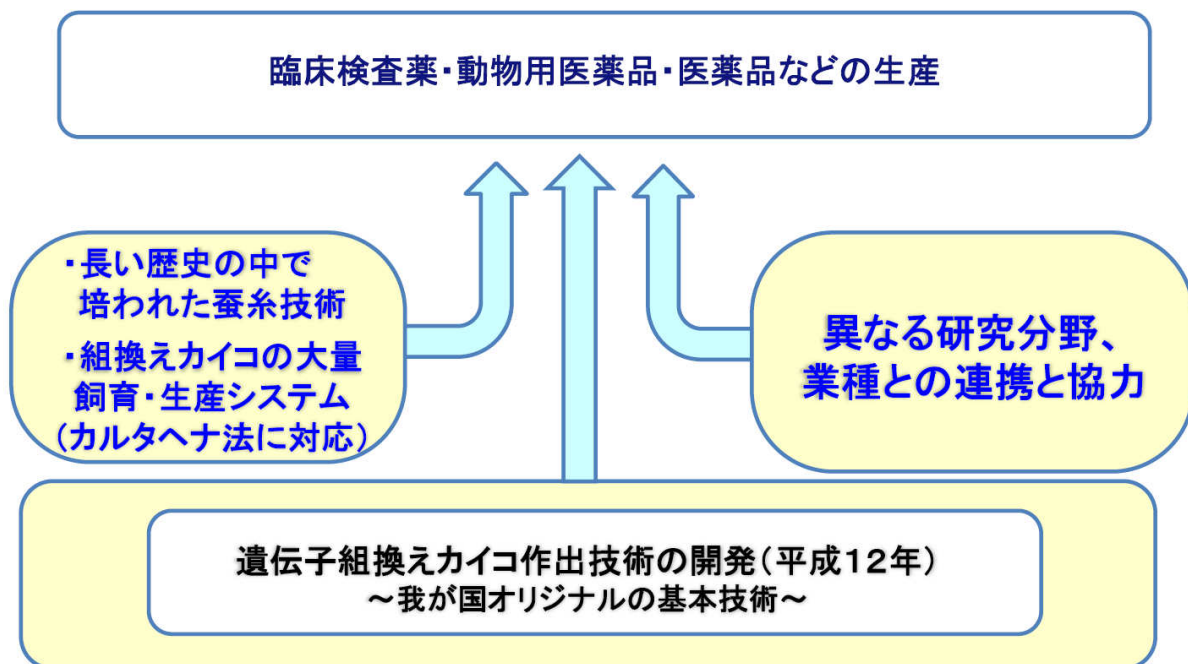 臨床検査薬・動物用医薬品・医薬品などの生産
・長い歴史の中で
培われた蚕糸技術
・組換えカイコの大量
飼育・生産システム
(カルタヘナ法に対応)
異なる研究分野、
業種との連携と協力
遺伝子組換えカイコ作出技術の開発(平成12年)
～我が国オリジナルの基本技術～